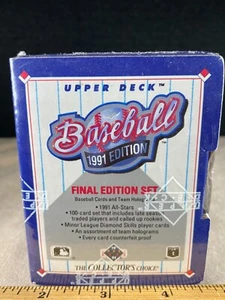 UPPER DECK™
Baseball
1991 EDITION
FINAL EDITION SET
Baseball Cards and Team Holograms
• 1991 All-Stars
• 100-card set that includes late season
traded players and called up rookies
• Minor League Diamond Skills player cards
• An assortment of team holograms
• Every card counterfeit proof
THE COLLECTOR'S CHOICE